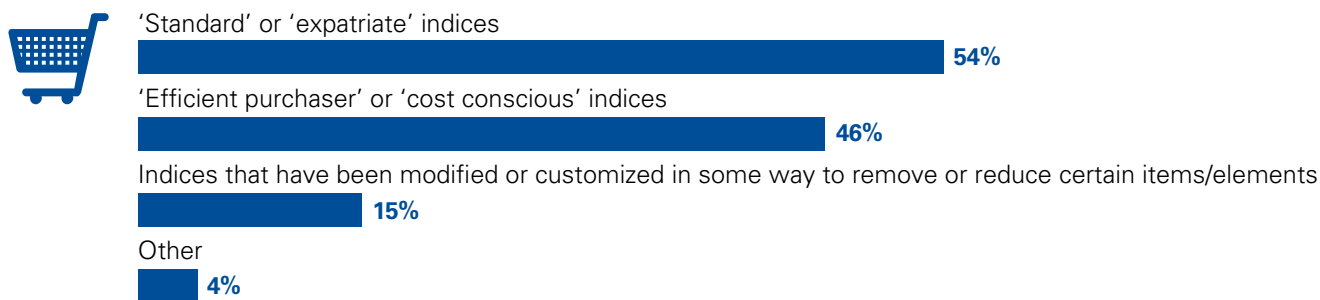 ‘Standard’ or ‘expatriate’ indices
54%
‘Efficient purchaser’ or ‘cost conscious’ indices
46%
Indices that have been modified or customized in some way to remove or reduce certain items/elements
15%
Other
4%